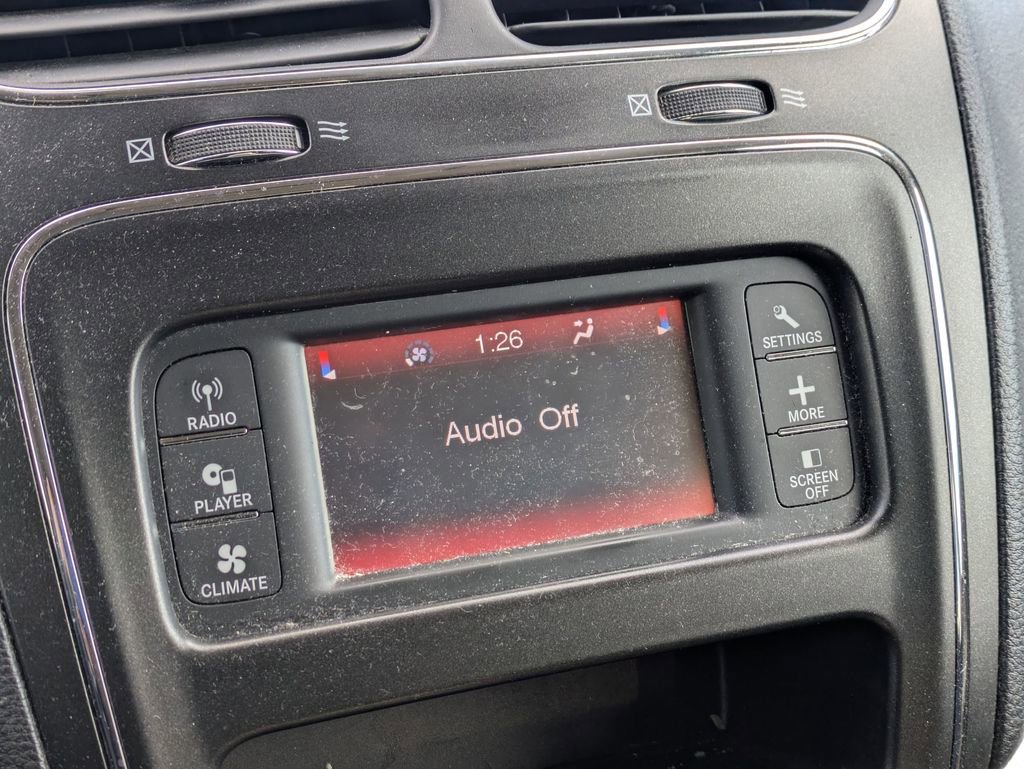 1:26
Audio Off
RADIO
PLAYER
CLIMATE
SETTINGS
MORE
SCREEN
OFF